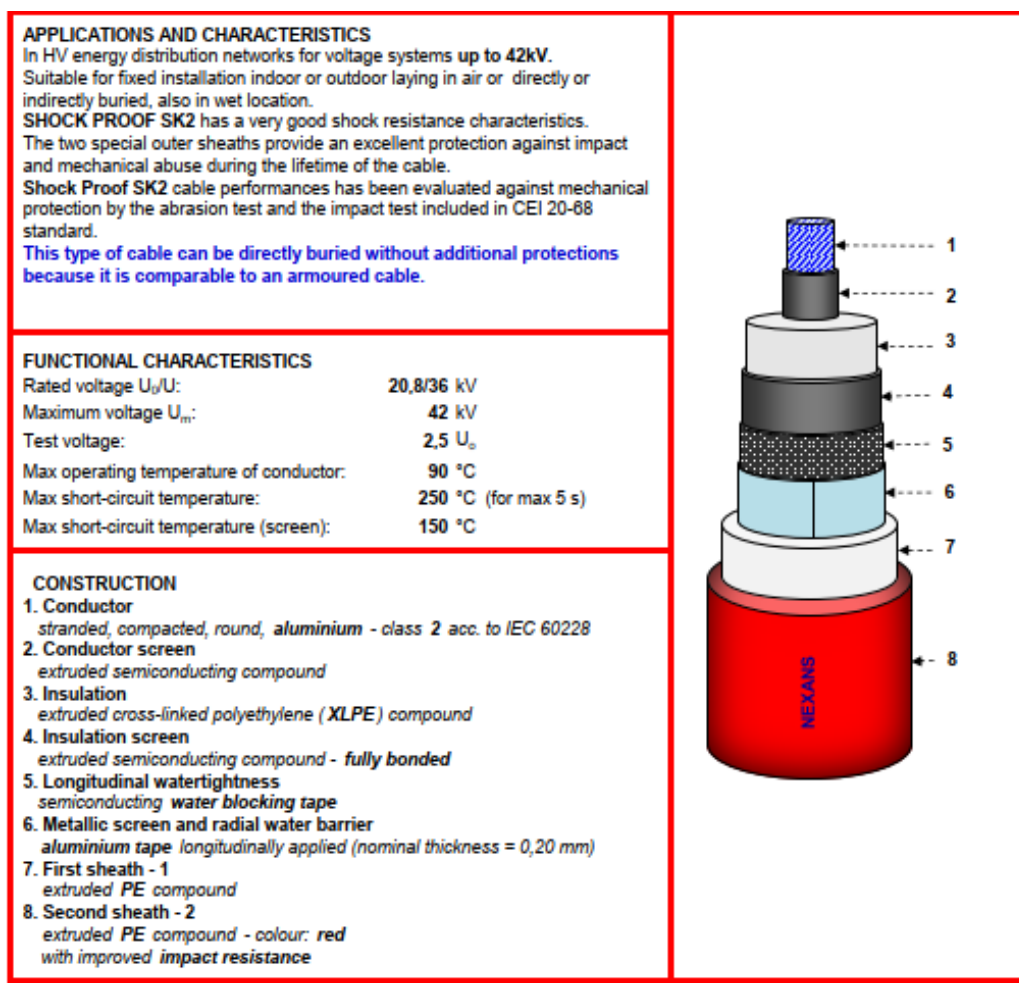 APPLICATIONS AND CHARACTERISTICS
In HV energy distribution networks for voltage systems up to 42kV.
Suitable for fixed installation indoor or outdoor laying in air or directly or
indirectly buried, also in wet location.
SHOCK PROOF SK2 has a very good shock resistance characteristics.
The two special outer sheaths provide an excellent protection against impact
and mechanical abuse during the lifetime of the cable.
Shock Proof SK2 cable performances has been evaluated against mechanical
protection by the abrasion test and the impact test included in CEI 20-68
standard.
This type of cable can be directly buried without additional protections
because it is comparable to an armoured cable.
FUNCTIONAL CHARACTERISTICS
Rated voltage U₀/U: 20,8/36 kV
Maximum voltage Uₘ: 42 kV
Test voltage: 2,5 U₀
Max operating temperature of conductor: 90 °C
Max short-circuit temperature: 250 °C (for max 5 s)
Max short-circuit temperature (screen): 150 °C
CONSTRUCTION
1. Conductor
stranded, compacted, round, aluminium - class 2 acc. to IEC 60228
2. Conductor screen
extruded semiconducting compound
3. Insulation
extruded cross-linked polyethylene (XLPE) compound
4. Insulation screen
extruded semiconducting compound - fully bonded
5. Longitudinal watertightness
semiconducting water blocking tape
6. Metallic screen and radial water barrier
aluminium tape longitudinally applied (nominal thickness = 0,20 mm)
7. First sheath - 1
extruded PE compound
8. Second sheath - 2
extruded PE compound - colour: red
with improved impact resistance
1
2
3
4
5
6
7
8
NEXANS